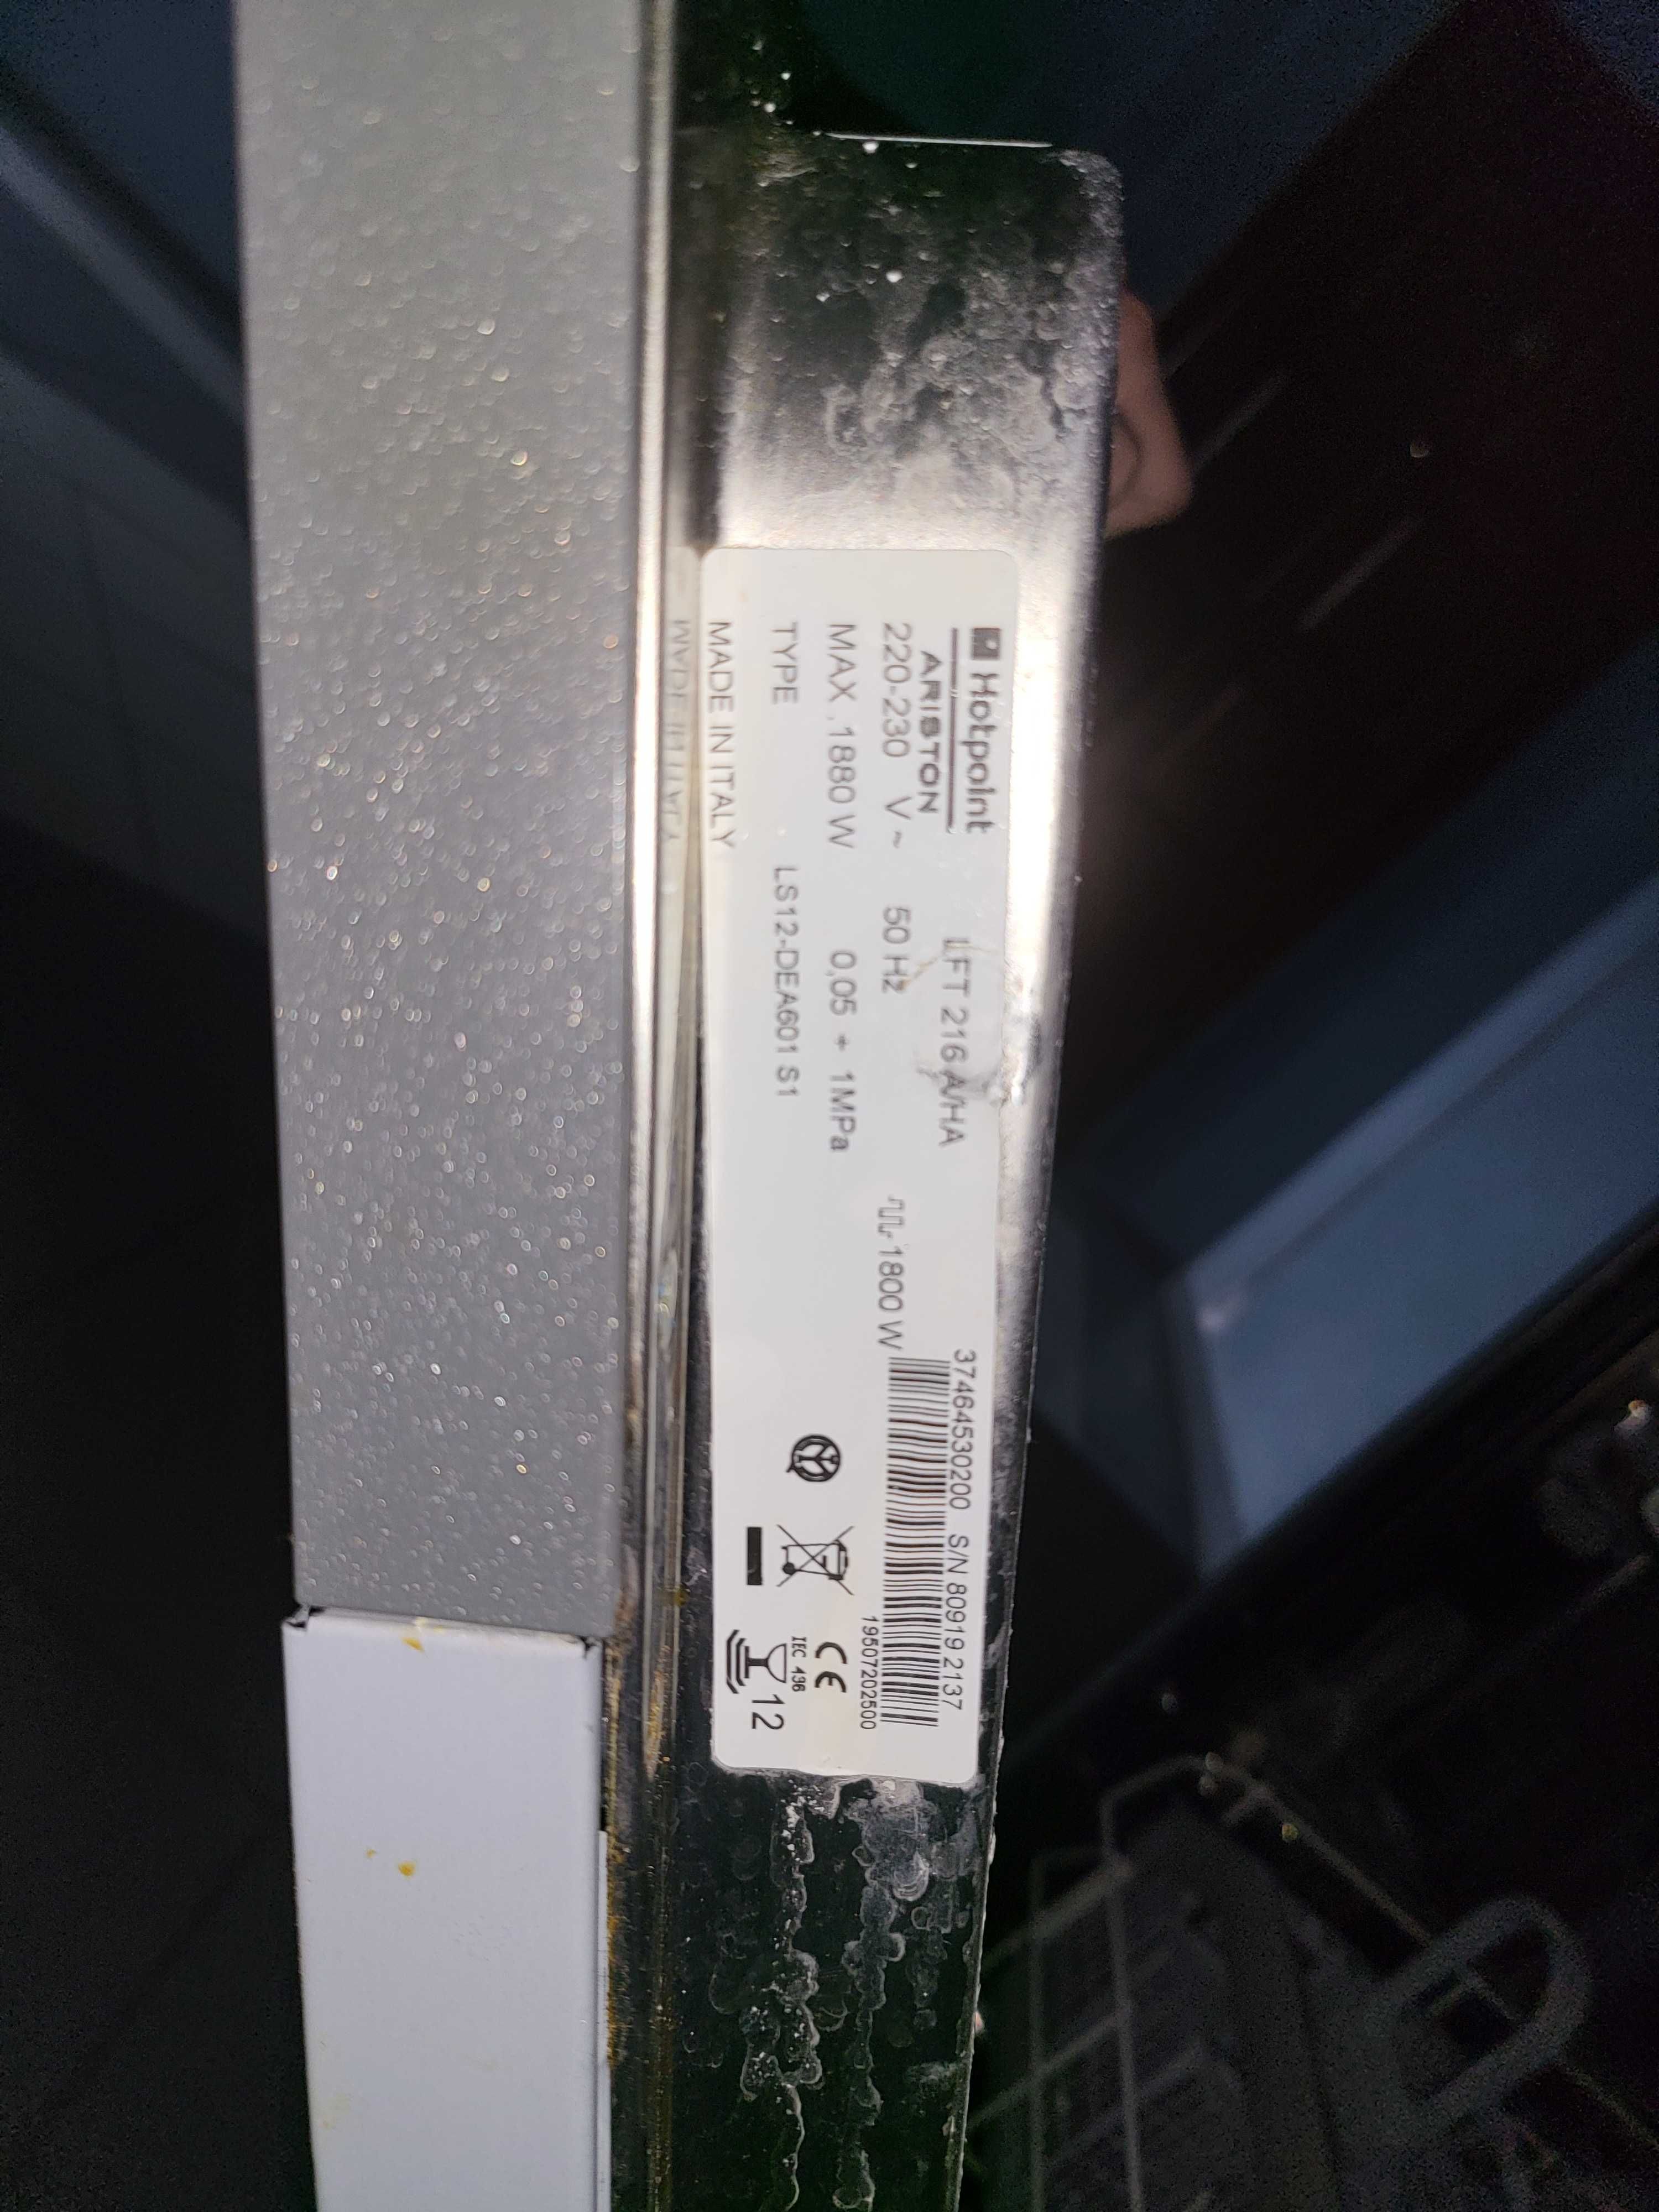 Hotpoint
ARISTON
LFT 216 A/HA
37464530200 S/N 80919 2137
220-230 V ~ 50 Hz
1800 W
19507202500
MAX .1880 W 0,05 ÷ 1MPa
TYPE LS12-DEA601 S1
MADE IN ITALY
CE
IEC 436
12